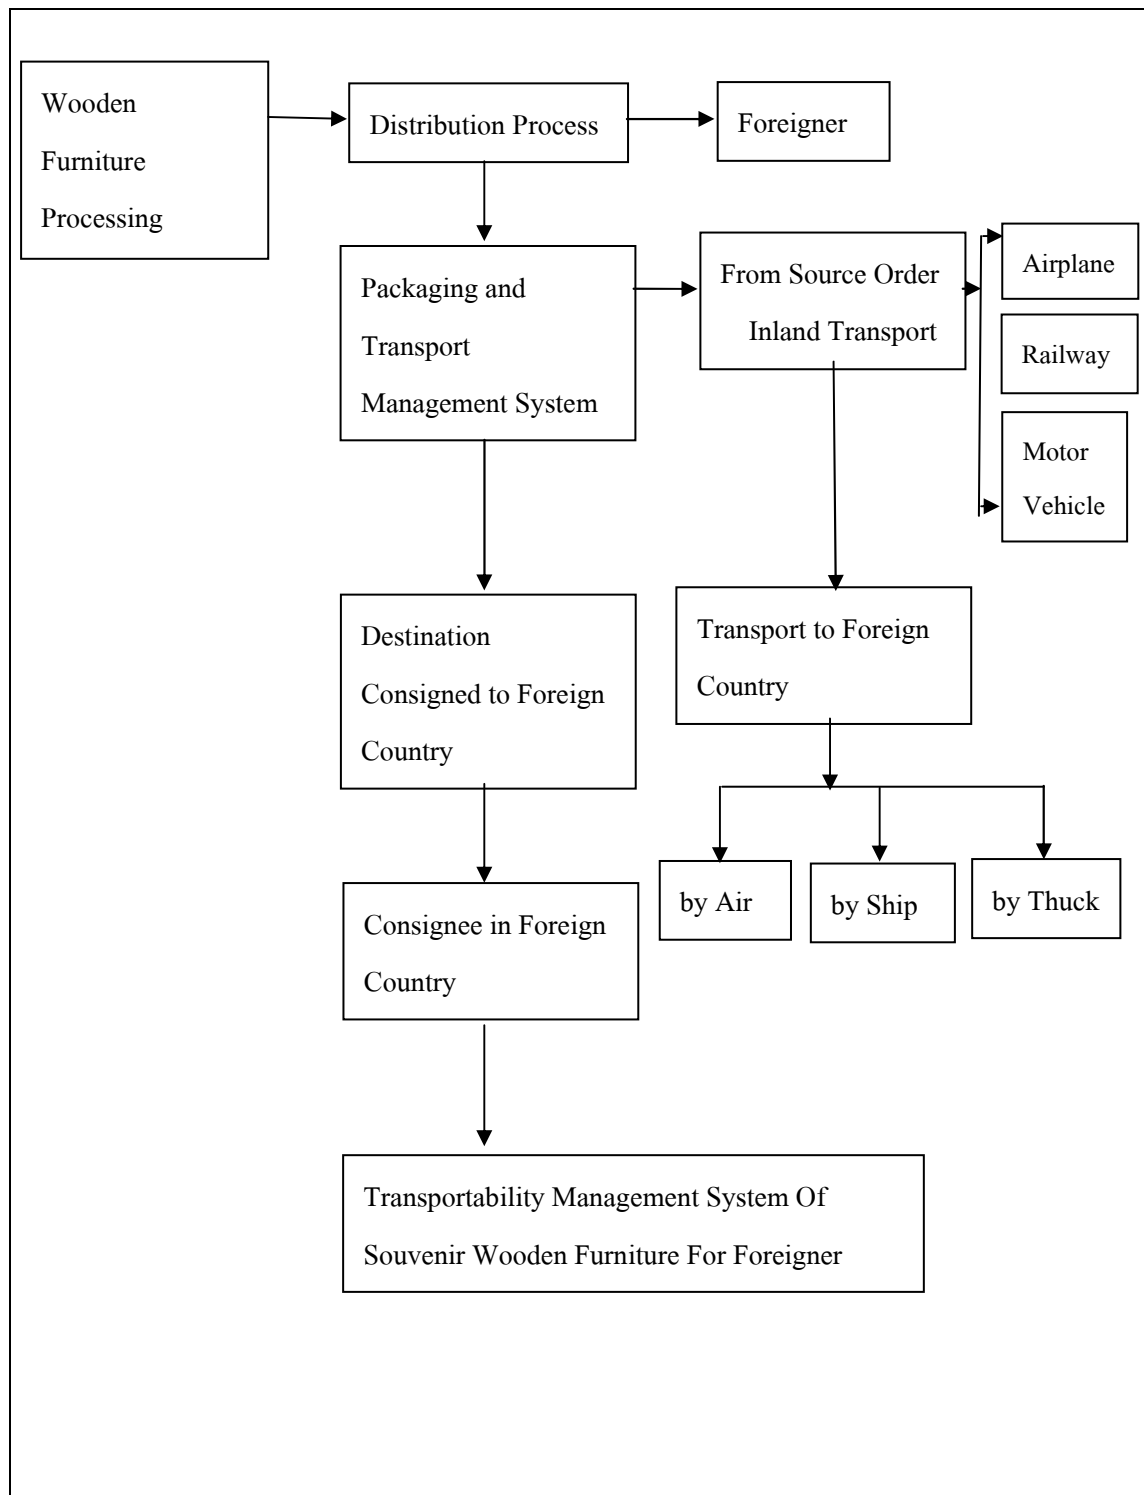 Wooden
Furniture
Processing
Distribution Process
Foreigner
Packaging and
Transport
Management System
From Source Order
Inland Transport
Airplane
Railway
Motor
Vehicle
Destination
Consigned to Foreign
Country
Transport to Foreign
Country
by Air
by Ship
by Thuck
Consignee in Foreign
Country
Transportability Management System Of
Souvenir Wooden Furniture For Foreigner